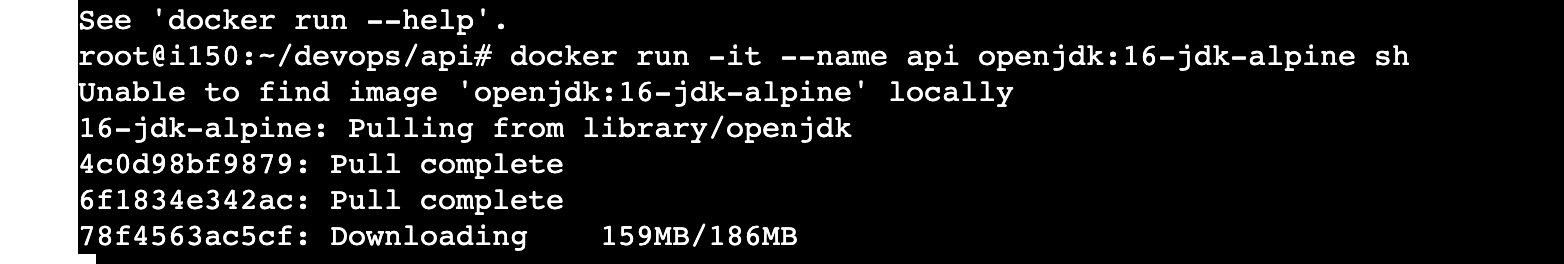 See 'docker run --help'.
root@i150:~/devops/api# docker run -it --name api openjdk:16-jdk-alpine sh
Unable to find image 'openjdk:16-jdk-alpine' locally
16-jdk-alpine: Pulling from library/openjdk
4c0d98bf9879: Pull complete
6f1834e342ac: Pull complete
78f4563ac5cf: Downloading    159MB/186MB